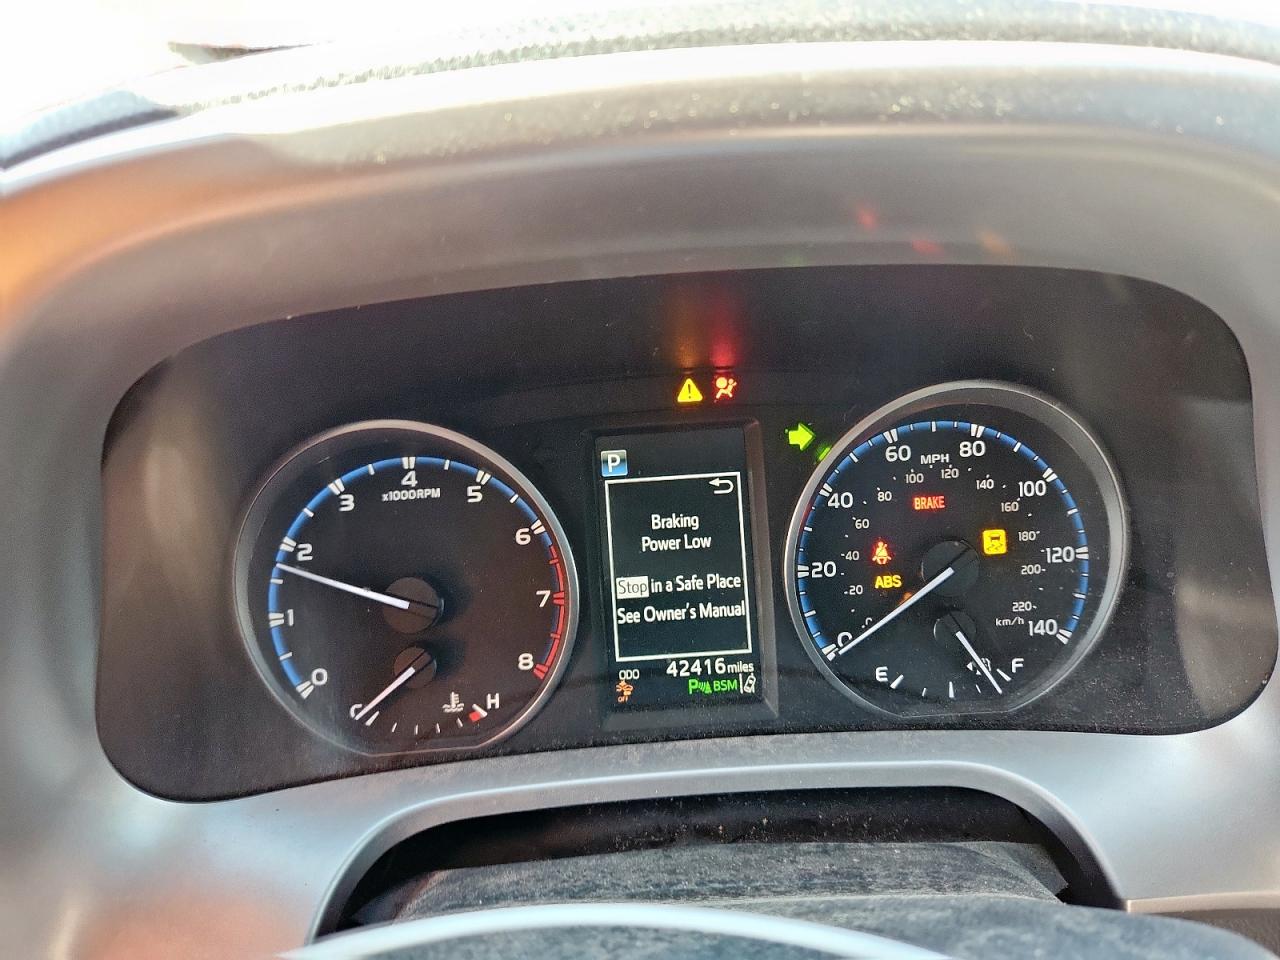 0
1
2
3
4
5
6
7
8
x1000RPM
C
H
P
Braking
Power Low
Stop in a Safe Place
See Owner's Manual
ODO 42416 miles
OFF
P BSM
0
20
40
60
80
100
120
140
MPH
20
40
60
80
100
120
140
160
180
200
220
km/h
BRAKE
ABS
E
F